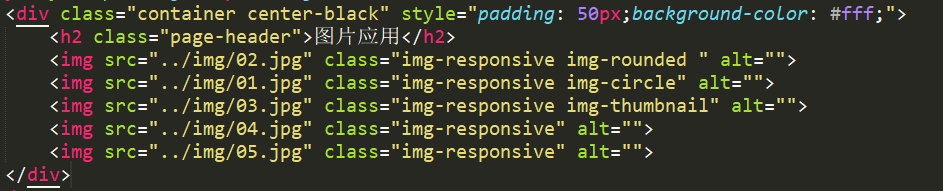 <div class="container center-black" style="padding: 50px;background-color: #fff;">
<h2 class="page-header">图片应用</h2>
<img src="../img/02.jpg" class="img-responsive img-rounded " alt="">
<img src="../img/01.jpg" class="img-responsive img-circle" alt="">
<img src="../img/03.jpg" class="img-responsive img-thumbnail" alt="">
<img src="../img/04.jpg" class="img-responsive" alt="">
<img src="../img/05.jpg" class="img-responsive" alt="">
</div>